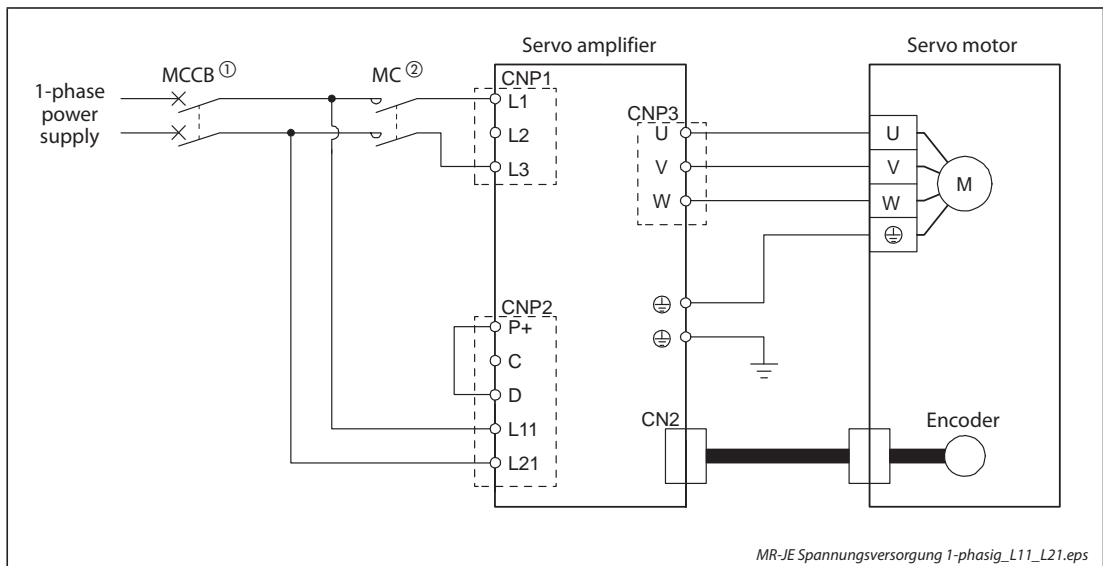 Servo amplifier
Servo motor
MCCB ①
MC ②
1-phase
power
supply
CNP1
L1
L2
L3
CNP3
U
V
W
U
V
W
M
CNP2
P+
C
D
L11
L21
CN2
Encoder
MR-JE Spannungsversorgung 1-phasig_L11_L21.eps